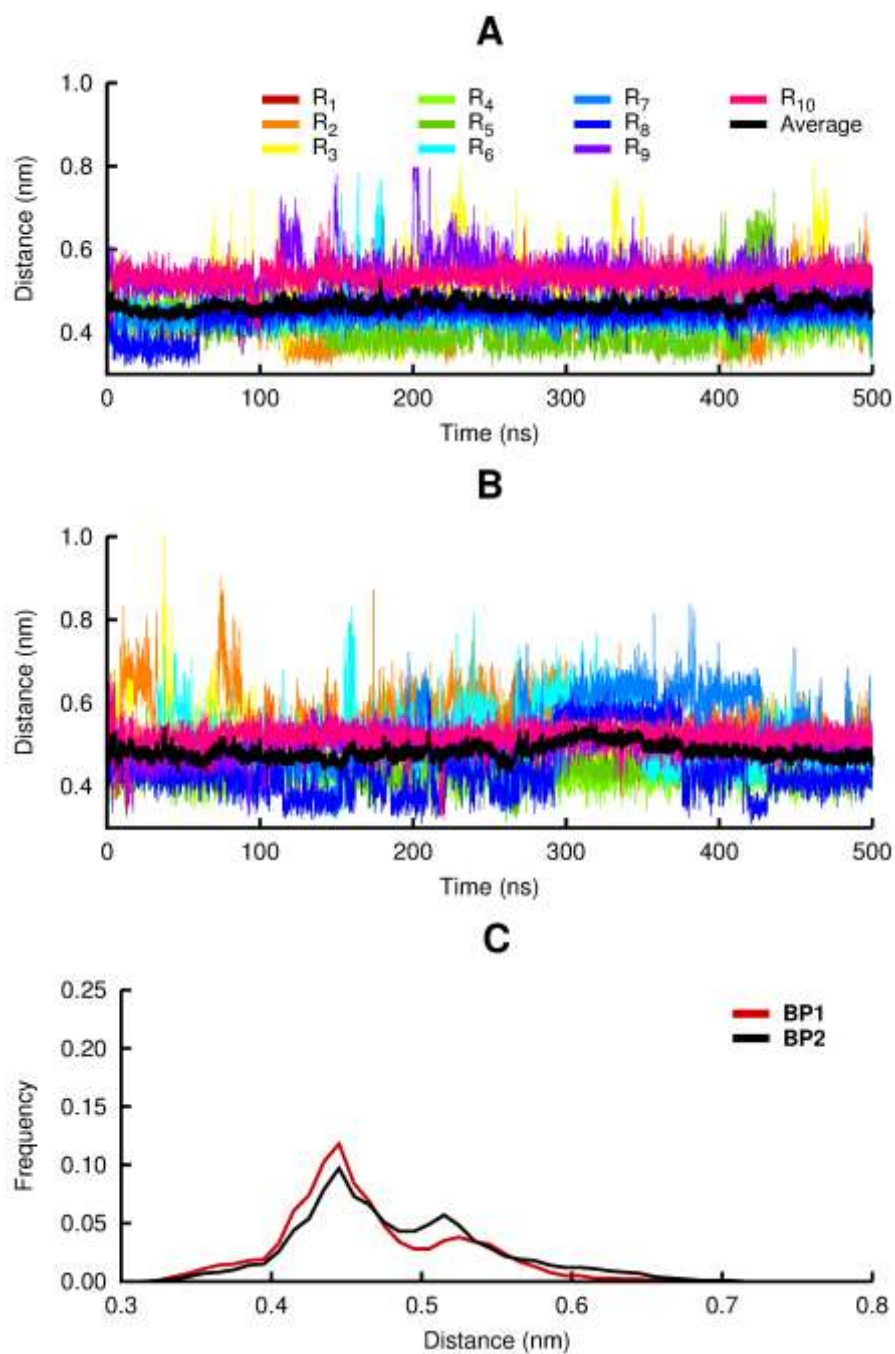 A
1.0
0.8
0.6
0.4
Distance (nm)
R1 R4 R7 R10
R2 R5 R8 Average
R3 R6 R9
0 100 200 300 400 500
Time (ns)
B
1.0
0.8
0.6
0.4
Distance (nm)
0 100 200 300 400 500
Time (ns)
C
0.25
0.20
0.15
0.10
0.05
0.00
Frequency
BP1
BP2
0.3 0.4 0.5 0.6 0.7 0.8
Distance (nm)